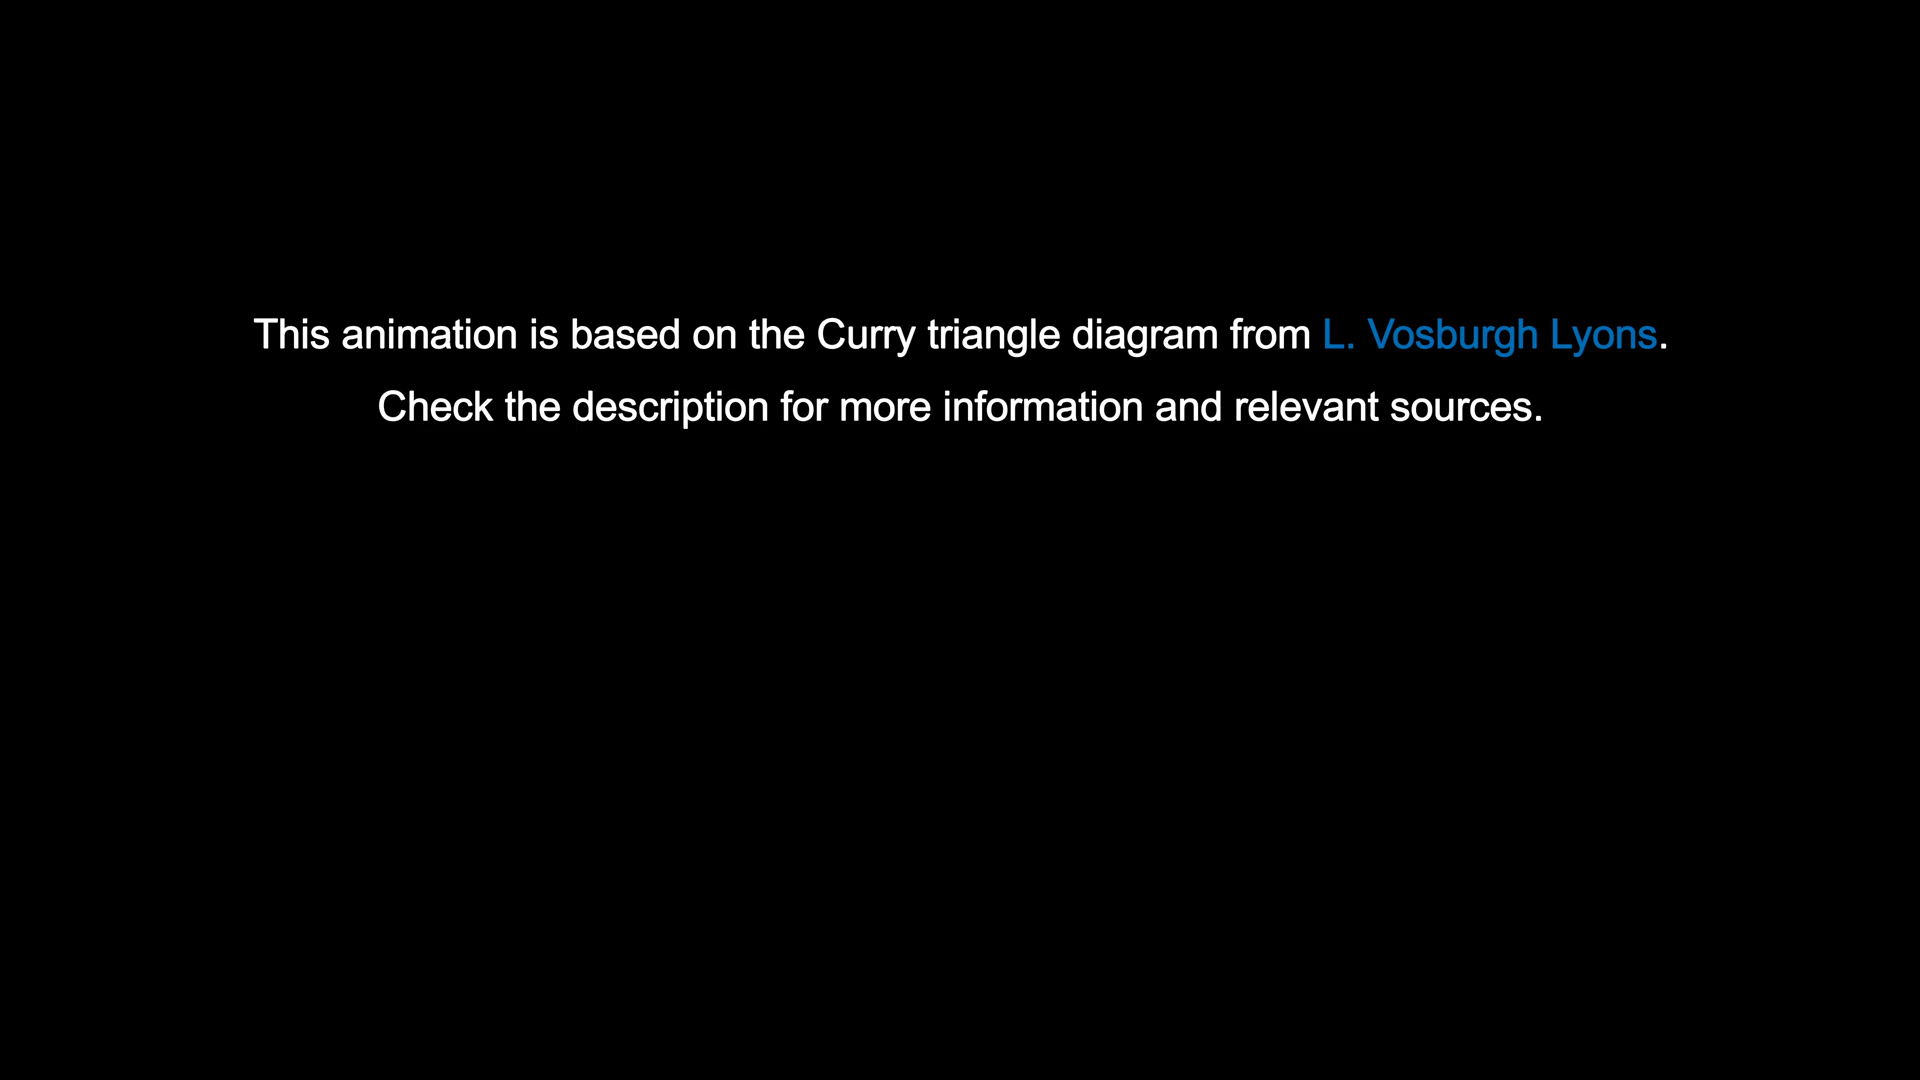 This animation is based on the Curry triangle diagram from L. Vosburgh Lyons.
Check the description for more information and relevant sources.